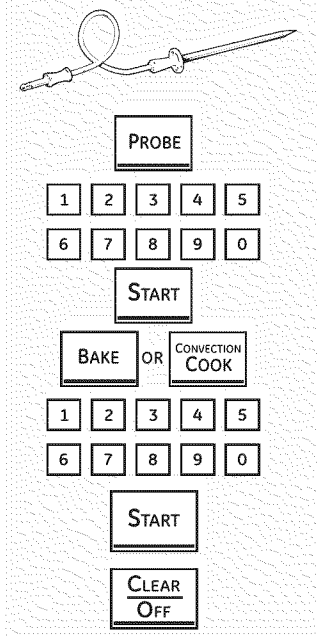 PROBE
1 2 3 4 5
6 7 8 9 0
START
BAKE OR CONVECTION COOK
1 2 3 4 5
6 7 8 9 0
START
CLEAR
OFF